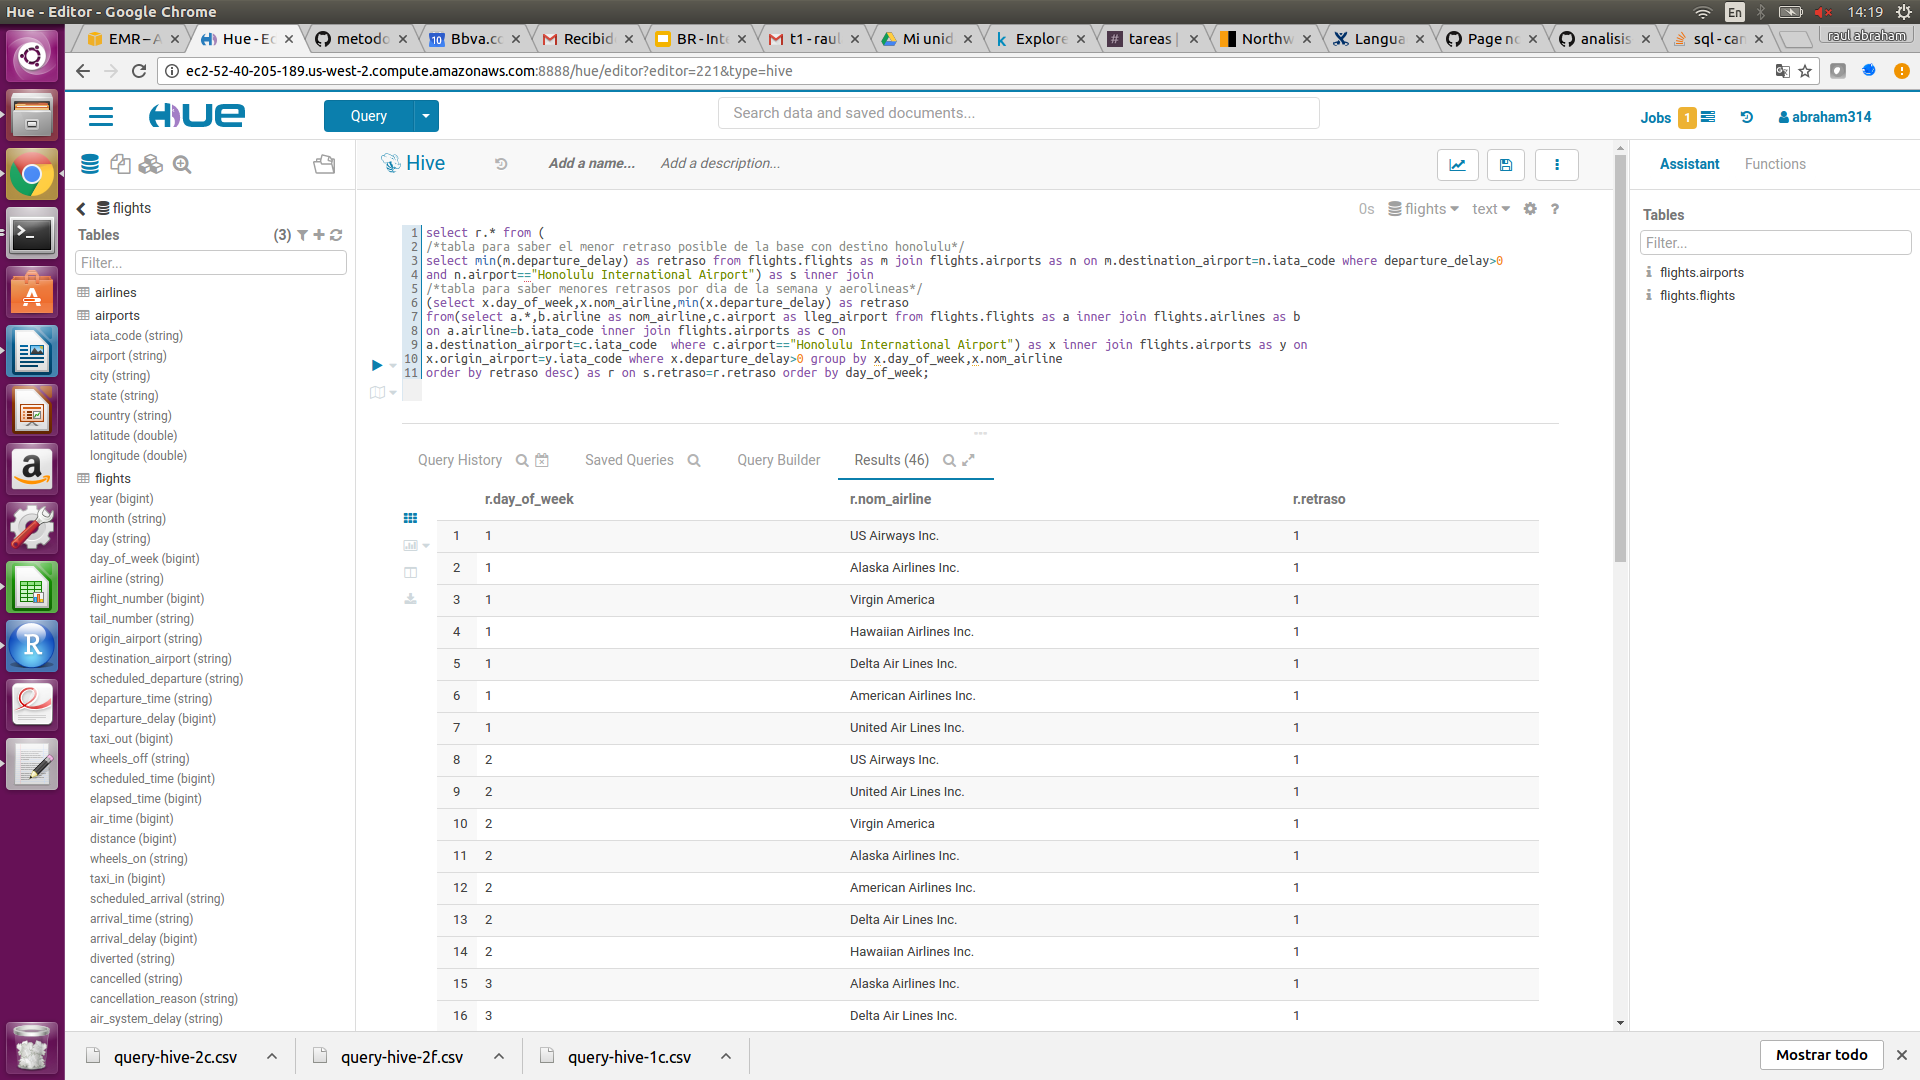 Hue - Editor - Google Chrome
En
14:19
EMR – A
Hue - Ec
metodo
Bbva.cc
Recibid
BR - Inte
t1 - raul
Mi unid
Explore
tareas |
Northw
Langua
Page no
analisis
sql - can
raul abraham
ec2-52-40-205-189.us-west-2.compute.amazonaws.com:8888/hue/editor?editor=221&type=hive
HUE
Query
Search data and saved documents...
Jobs 1
abraham314
Hive
Add a name...
Add a description...
Assistant
Functions
flights
Tables
(3)
Filter...
airlines
airports
iata_code (string)
airport (string)
city (string)
state (string)
country (string)
latitude (double)
longitude (double)
flights
year (bigint)
month (string)
day (string)
day_of_week (bigint)
airline (string)
flight_number (bigint)
tail_number (string)
origin_airport (string)
destination_airport (string)
scheduled_departure (string)
departure_time (string)
departure_delay (bigint)
taxi_out (bigint)
wheels_off (string)
scheduled_time (bigint)
elapsed_time (bigint)
air_time (bigint)
distance (bigint)
wheels_on (string)
taxi_in (bigint)
scheduled_arrival (string)
arrival_time (string)
arrival_delay (bigint)
diverted (string)
cancelled (string)
cancellation_reason (string)
air_system_delay (string)
0s flights text ?
1 select r.* from (
2 /*tabla para saber el menor retraso posible de la base con destino honolulu*/
3 select min(m.departure_delay) as retraso from flights.flights as m join flights.airports as n on m.destination_airport=n.iata_code where departure_delay>0
4 and n.airport=="Honolulu International Airport") as s inner join
5 /*tabla para saber menores retrasos por dia de la semana y aerolineas*/
6 (select x.day_of_week,x.nom_airline,min(x.departure_delay) as retraso
7 from(select a.*,b.airline as nom_airline,c.airport as lleg_airport from flights.flights as a inner join flights.airlines as b
8 on a.airline=b.iata_code inner join flights.airports as c on
9 a.destination_airport=c.iata_code  where c.airport=="Honolulu International Airport") as x inner join flights.airports as y on
10 x.origin_airport=y.iata_code where x.departure_delay>0 group by x.day_of_week,x.nom_airline
11 order by retraso desc) as r on s.retraso=r.retraso order by day_of_week;
Query History
Saved Queries
Query Builder
Results (46)
r.day_of_week r.nom_airline r.retraso
1 1 US Airways Inc. 1
2 1 Alaska Airlines Inc. 1
3 1 Virgin America 1
4 1 Hawaiian Airlines Inc. 1
5 1 Delta Air Lines Inc. 1
6 1 American Airlines Inc. 1
7 1 United Air Lines Inc. 1
8 2 US Airways Inc. 1
9 2 United Air Lines Inc. 1
10 2 Virgin America 1
11 2 Alaska Airlines Inc. 1
12 2 American Airlines Inc. 1
13 2 Delta Air Lines Inc. 1
14 2 Hawaiian Airlines Inc. 1
15 3 Alaska Airlines Inc. 1
16 3 Delta Air Lines Inc. 1
Tables
Filter...
flights.airports
flights.flights
query-hive-2c.csv
query-hive-2f.csv
query-hive-1c.csv
Mostrar todo